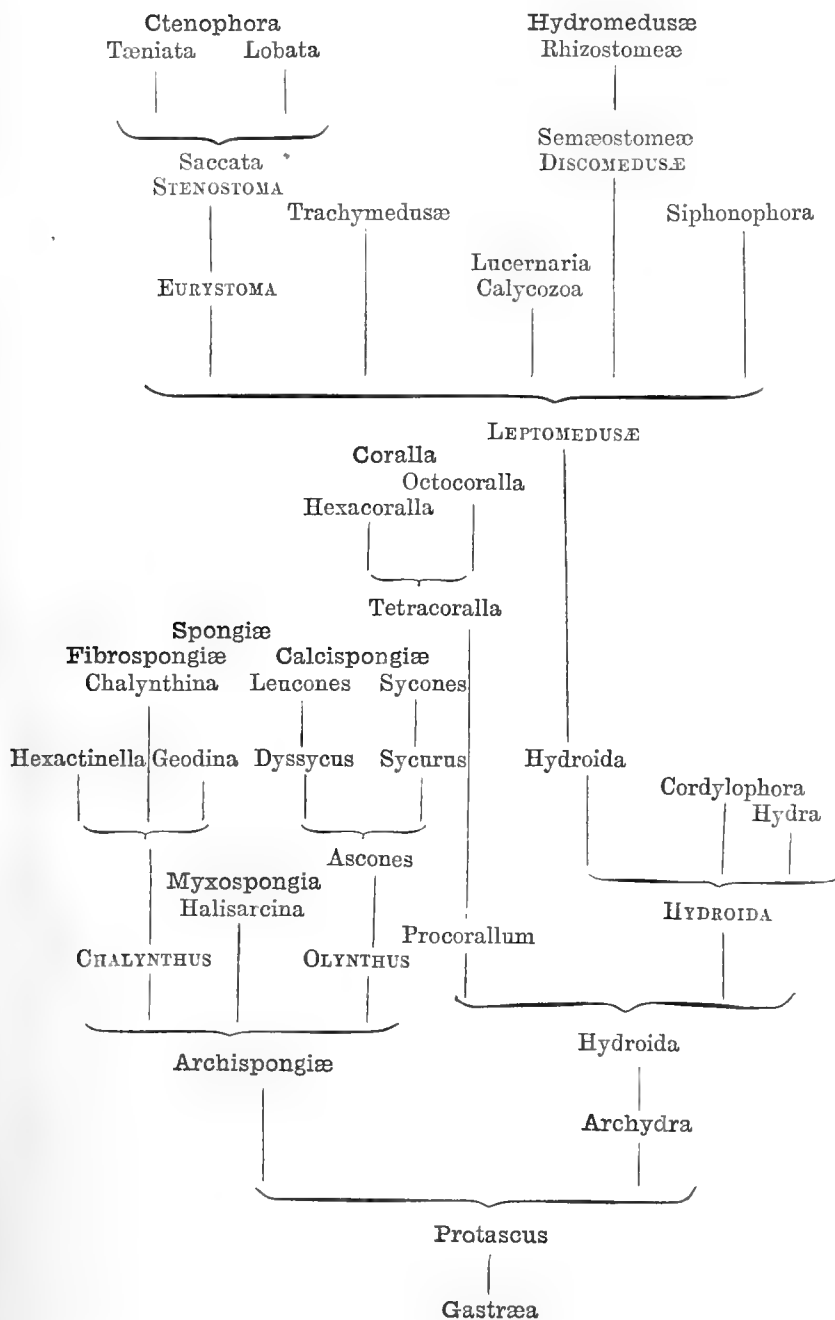 Ctenophora
Tæniata Lobata
Hydromedusæ
Rhizostomeæ
Semæostomeæ
DISCOMEDUSÆ
Saccata
STENOSTOMA
Trachymedusæ
Siphonophora
Lucernaria
Calycozoa
EURYSTOMA
LEPTOMEDUSÆ
Coralla
Octocoralla
Hexacoralla
Tetracoralla
Spongiæ
Fibrospongiæ Calcispongiæ
Chalynthina Leucones Sycones
Hexactinella Geodina Dyssycus Sycurus Hydroida
Cordylophora
Hydra
Ascones
Myxospongia
Halisarcina
HYDROIDA
Procorallum
CHALYNTHUS OLYNTHUS
Hydroida
Archispongiæ
Archydra
Protascus
Gastræa